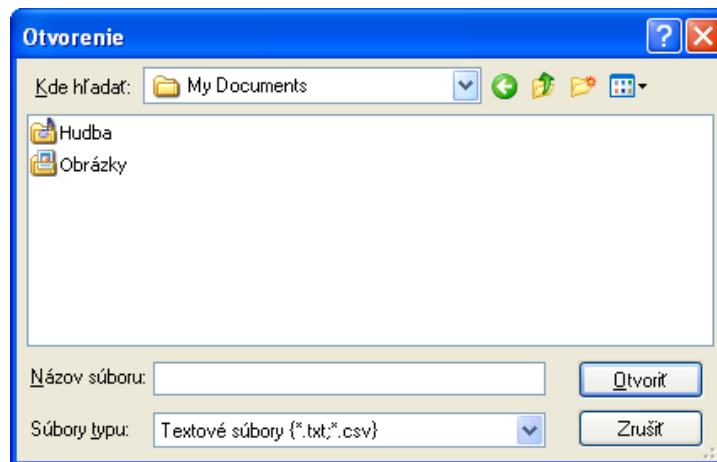 Otvorenie
Kde hľadať: My Documents
Hudba
Obrázky
Názov súboru: Otvoriť
Súbory typu: Textové súbory {*.txt;*.csv} Zrušiť